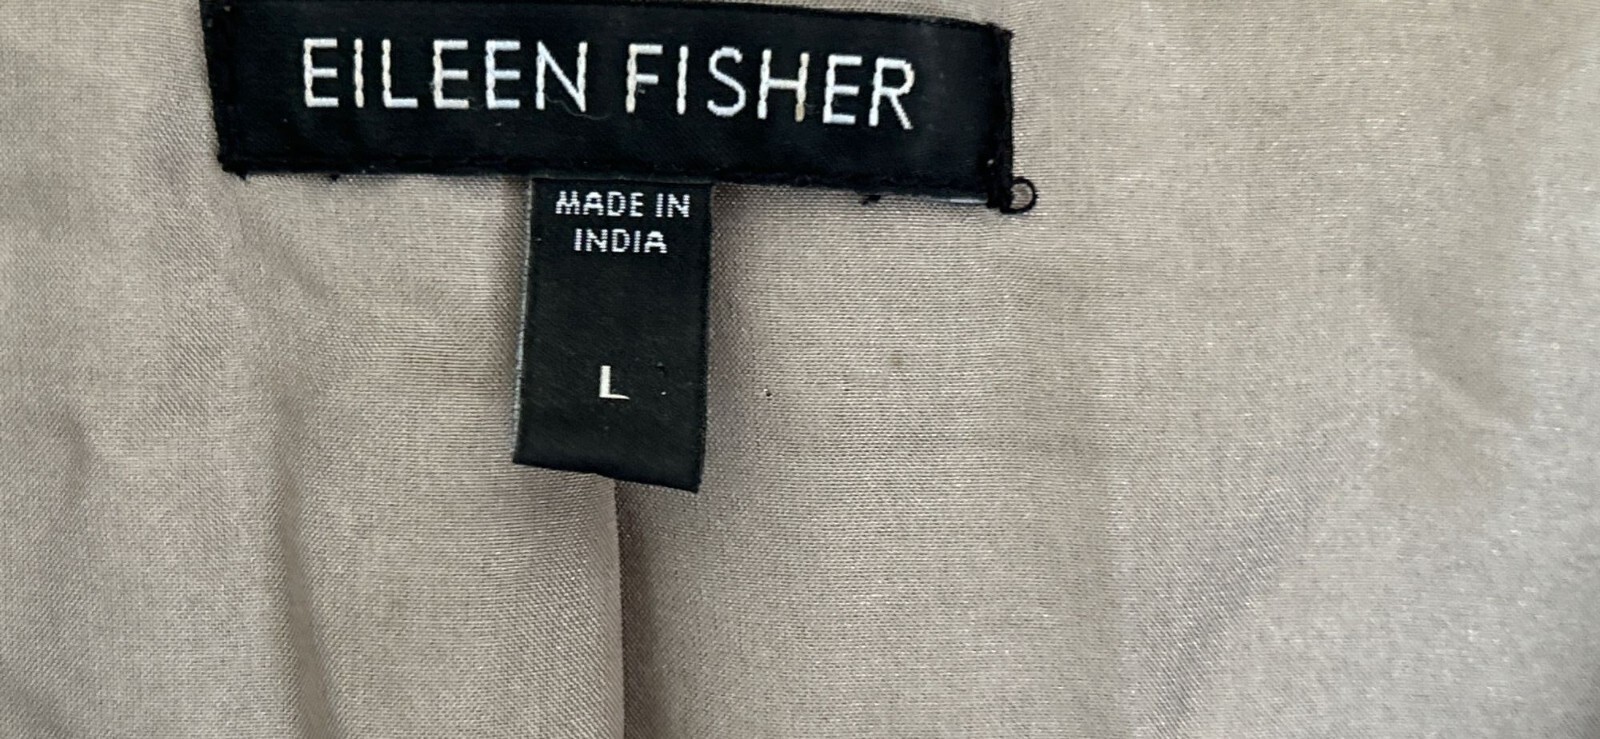 EILEEN FISHER
MADE IN
INDIA
L